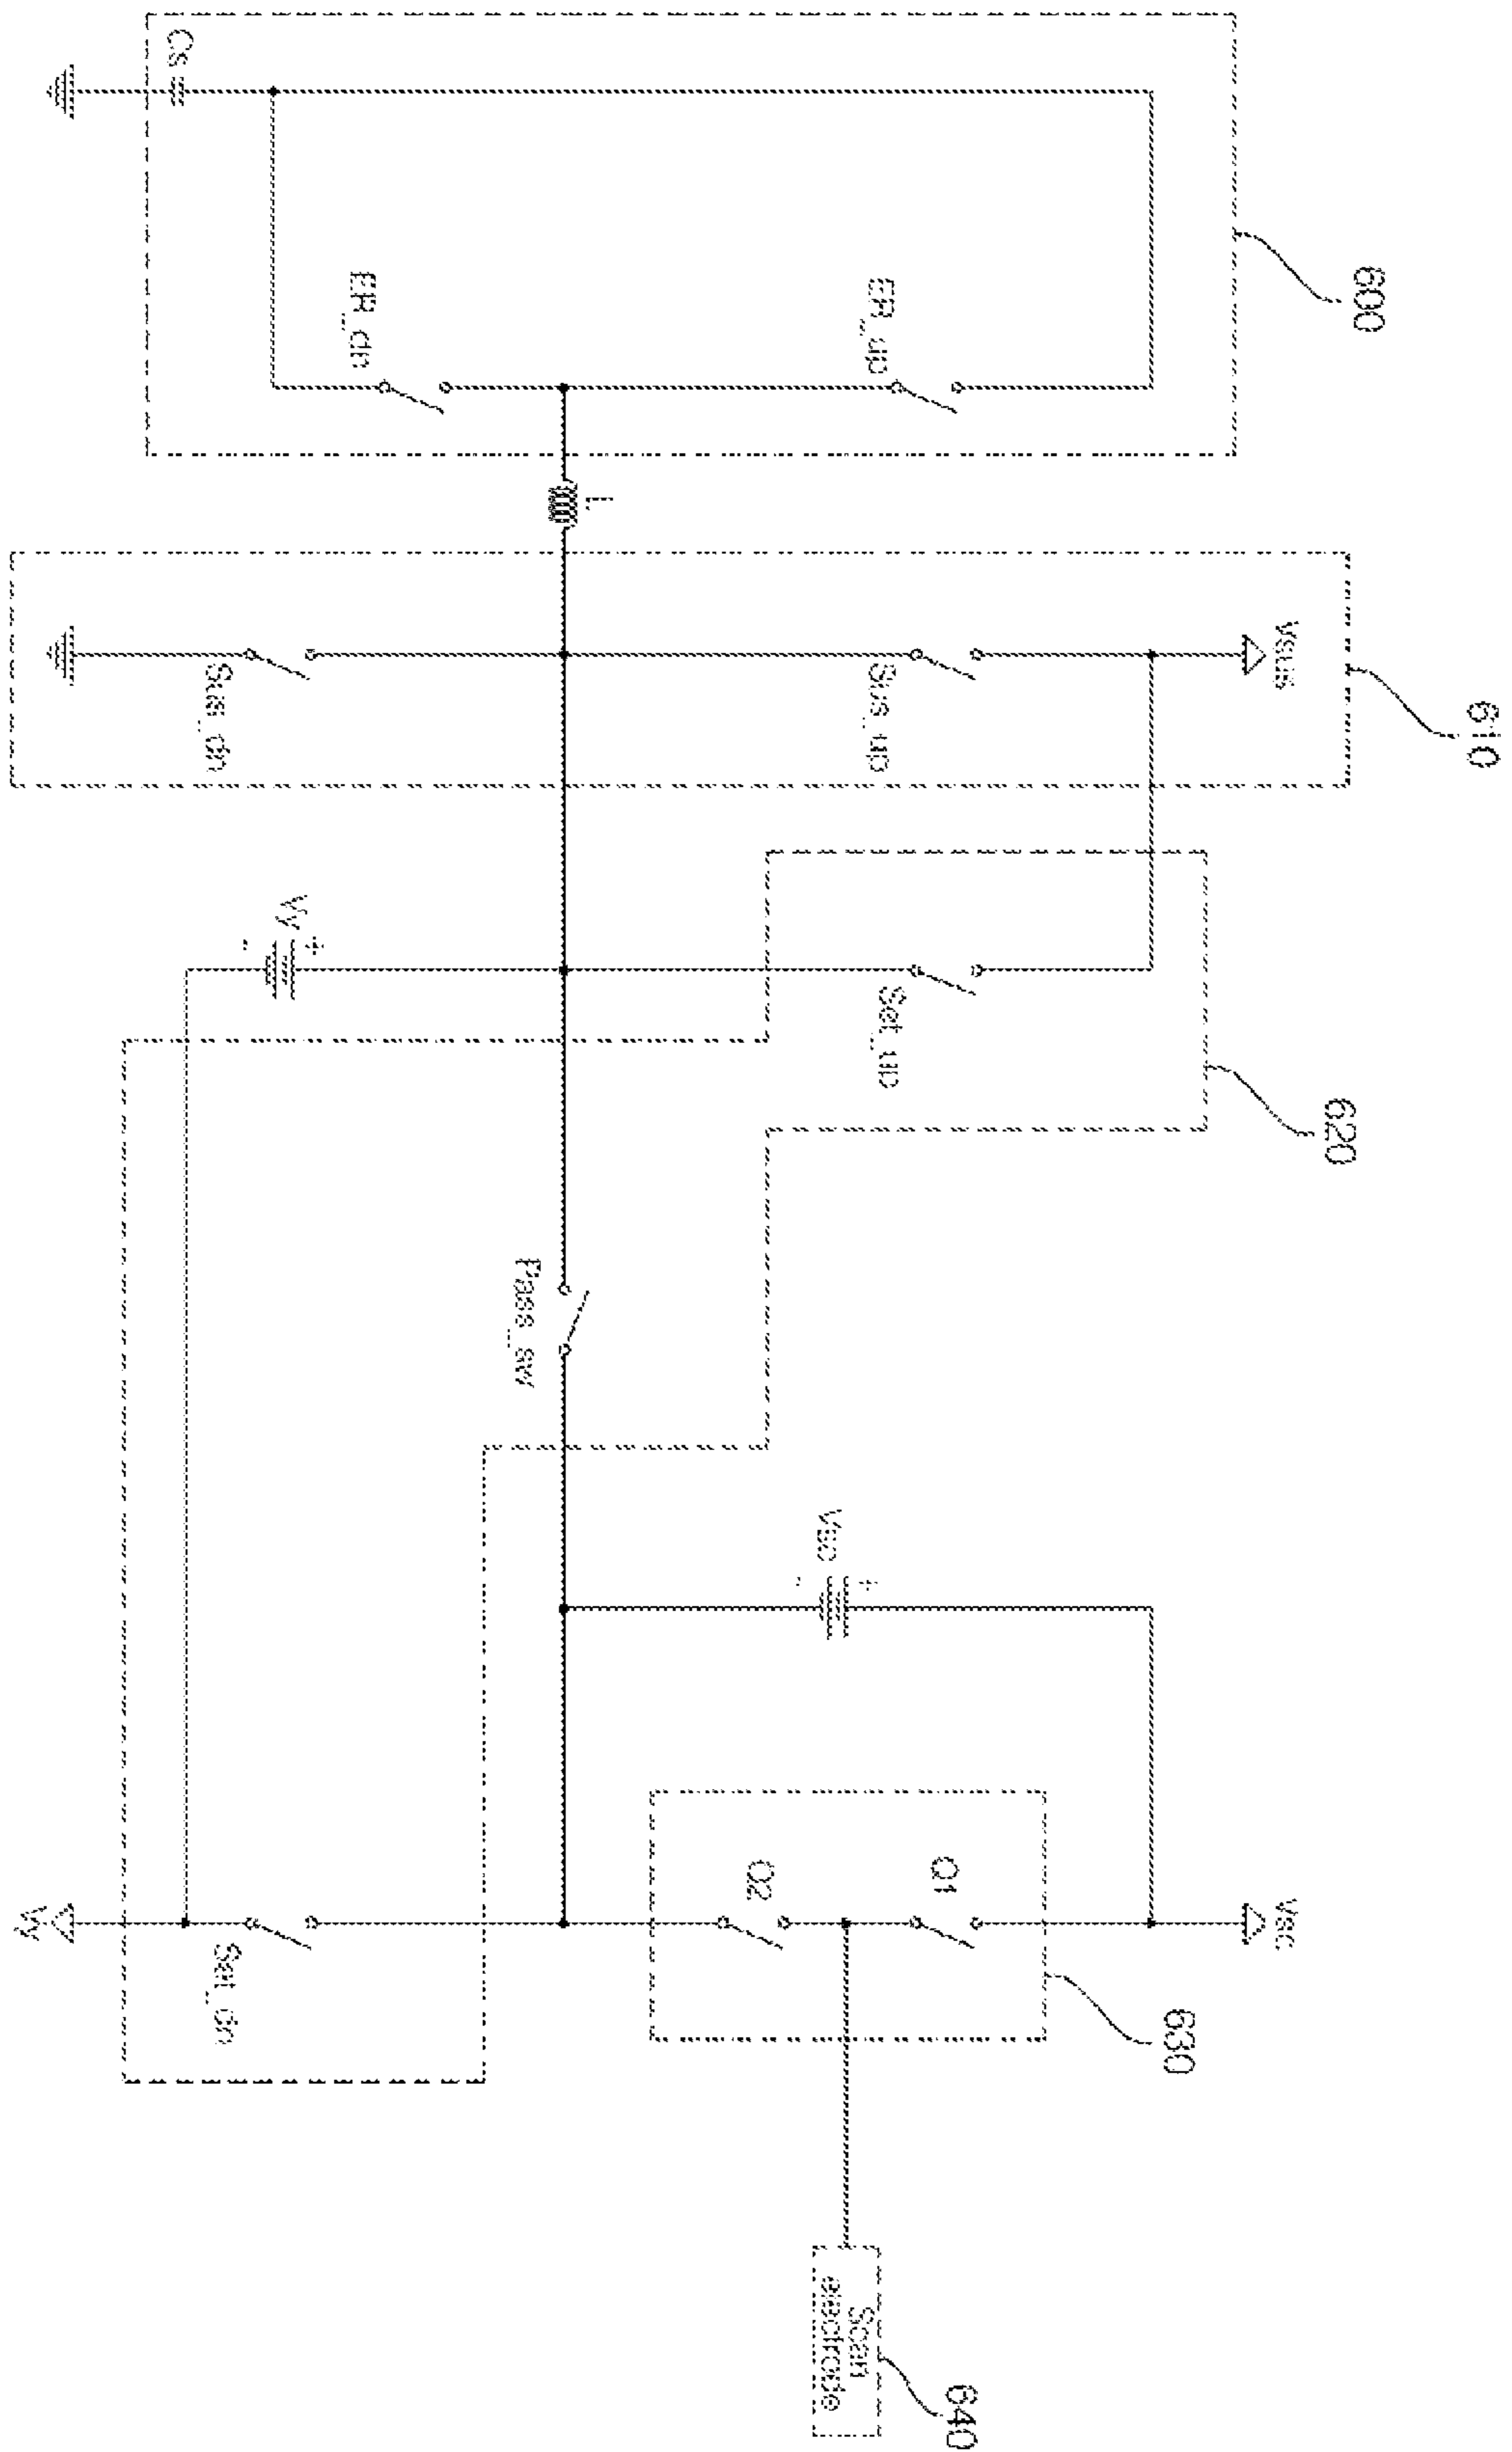 600
610
620
630
640
Vsus
Vsc
ER_up
Sus_up
Set_up
Q1
Q2
Scan
electrode
L
+
Vsc
-
Pass_sw
ER_dn
Sus_dn
+
Vy
-
Set_dn
Cs
Vy